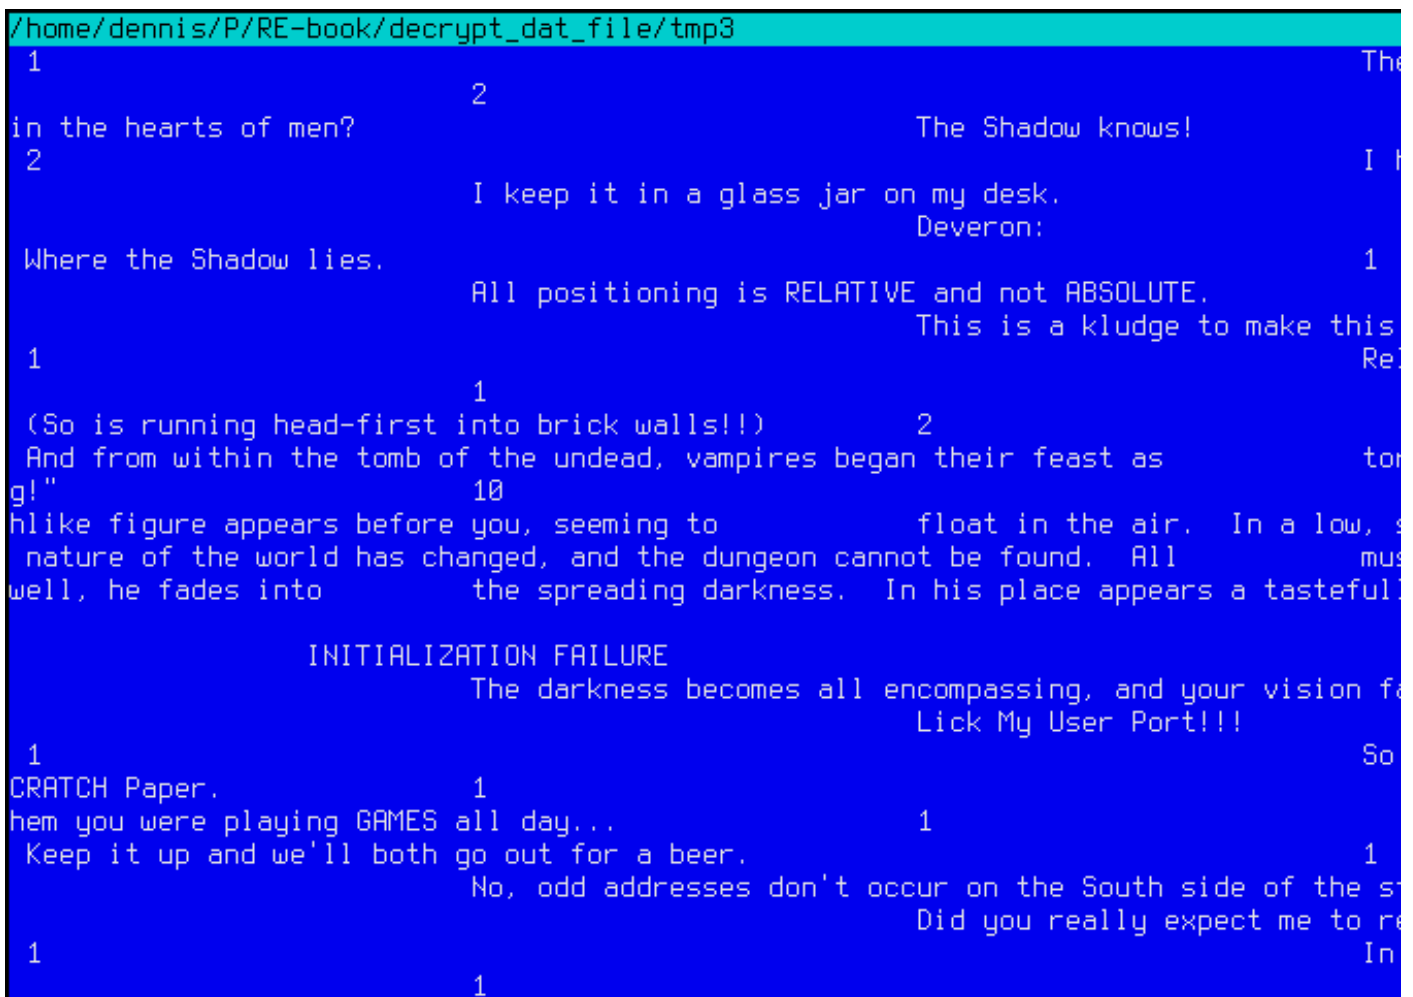 /home/dennis/P/RE-book/decrypt_dat_file/tmp3
1 The
2
in the hearts of men? The Shadow knows!
2 I
I keep it in a glass jar on my desk.
Deveron:
Where the Shadow lies. 1
All positioning is RELATIVE and not ABSOLUTE.
This is a kludge to make this
1 Rel
1
(So is running head-first into brick walls!!) 2
And from within the tomb of the undead, vampires began their feast as tor
g!" 10
hlike figure appears before you, seeming to float in the air.  In a low, s
nature of the world has changed, and the dungeon cannot be found.  All mus
well, he fades into the spreading darkness.  In his place appears a tastefull
INITIALIZATION FAILURE
The darkness becomes all encompassing, and your vision fa
Lick My User Port!!!
1 So
CRATCH Paper. 1
hem you were playing GAMES all day... 1
Keep it up and we'll both go out for a beer. 1
No, odd addresses don't occur on the South side of the st
Did you really expect me to re
1 In
1